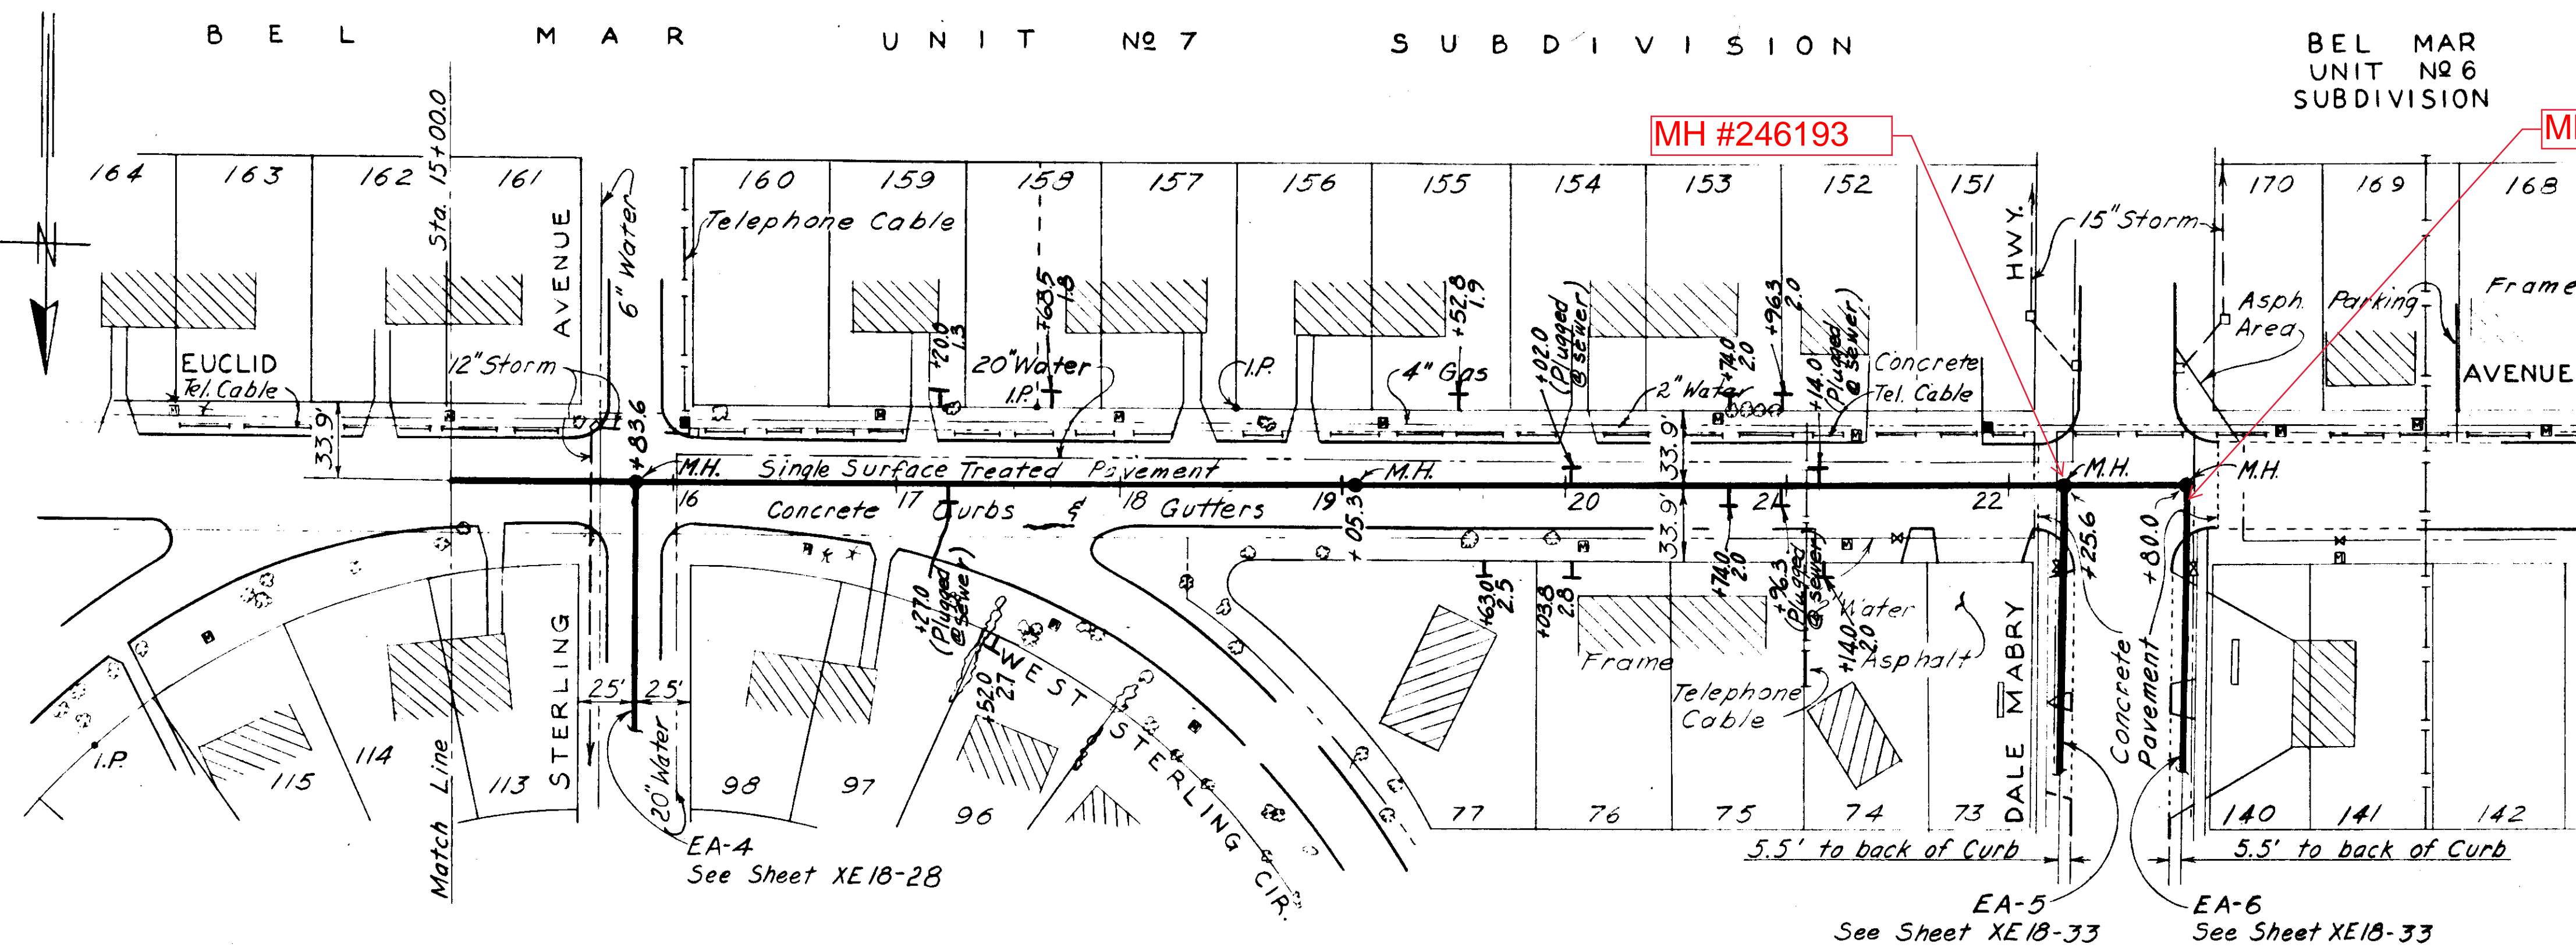 BEL MAR UNIT Nº 7 SUBDIVISION
BEL MAR
UNIT Nº 6
SUBDIVISION
MH #246193
N
164
163
162
161
160
159
158
157
156
155
154
153
152
151
170
169
168
Sta. 15+00.0
AVENUE
6" Water
Telephone Cable
HWY.
15" Storm
Asph.
Area
Parking
Frame
EUCLID
Tel. Cable
12" Storm
+20.0
1.3
+68.5
1.8
20" Water
I.P.
I.P.
4" Gas
+52.8
1.9
+02.0
(Plugged
@ sewer)
2" Water
+74.0
2.0
+96.3
2.0
+14.0
(Plugged
@ sewer)
Concrete
Tel. Cable
AVENUE
33.9'
+83.6
M.H.
Single Surface Treated Pavement
M.H.
33.9'
M.H.
M.H.
16
17
18
19
20
21
22
Concrete Curbs & Gutters
+05.3
33.9'
+25.6
+80.0
+27.0
(Plugged
@ sewer)
+52.0
2.7
+63.0
2.5
+03.8
2.8
+74.0
2.0
+96.3
(Plugged
@ sewer)
2" Water
+14.0
2.0
Frame
Asphalt
Telephone
Cable
DALE MABRY
Concrete
Pavement
STERLING
25'
25'
20" Water
WEST STERLING CIR.
I.P.
115
114
113
98
97
96
77
76
75
74
73
140
141
142
Match Line
5.5' to back of Curb
5.5' to back of Curb
EA-4
See Sheet XE18-28
EA-5
See Sheet XE18-33
EA-6
See Sheet XE18-33